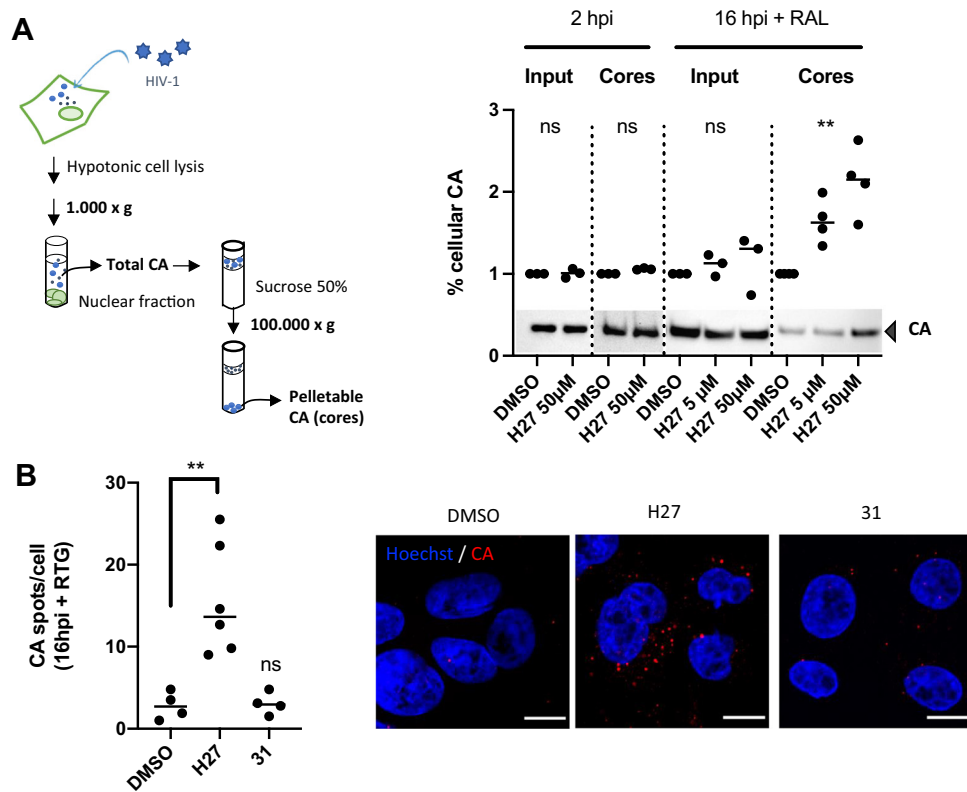 A
HIV-1
Hypotonic cell lysis
1.000 x g
Total CA
Nuclear fraction
Sucrose 50%
100.000 x g
Pelletable
CA (cores)
2 hpi
16 hpi + RAL
Input
Cores
Input
Cores
ns
ns
ns
**
% cellular CA
3
2
1
0
CA
DMSO
H27 50µM
DMSO
H27 50µM
DMSO
H27 5 µM
H27 50µM
DMSO
H27 5 µM
H27 50µM
B
CA spots/cell
(16hpi + RTG)
30
20
10
0
**
ns
DMSO
H27
31
DMSO
H27
31
Hoechst / CA